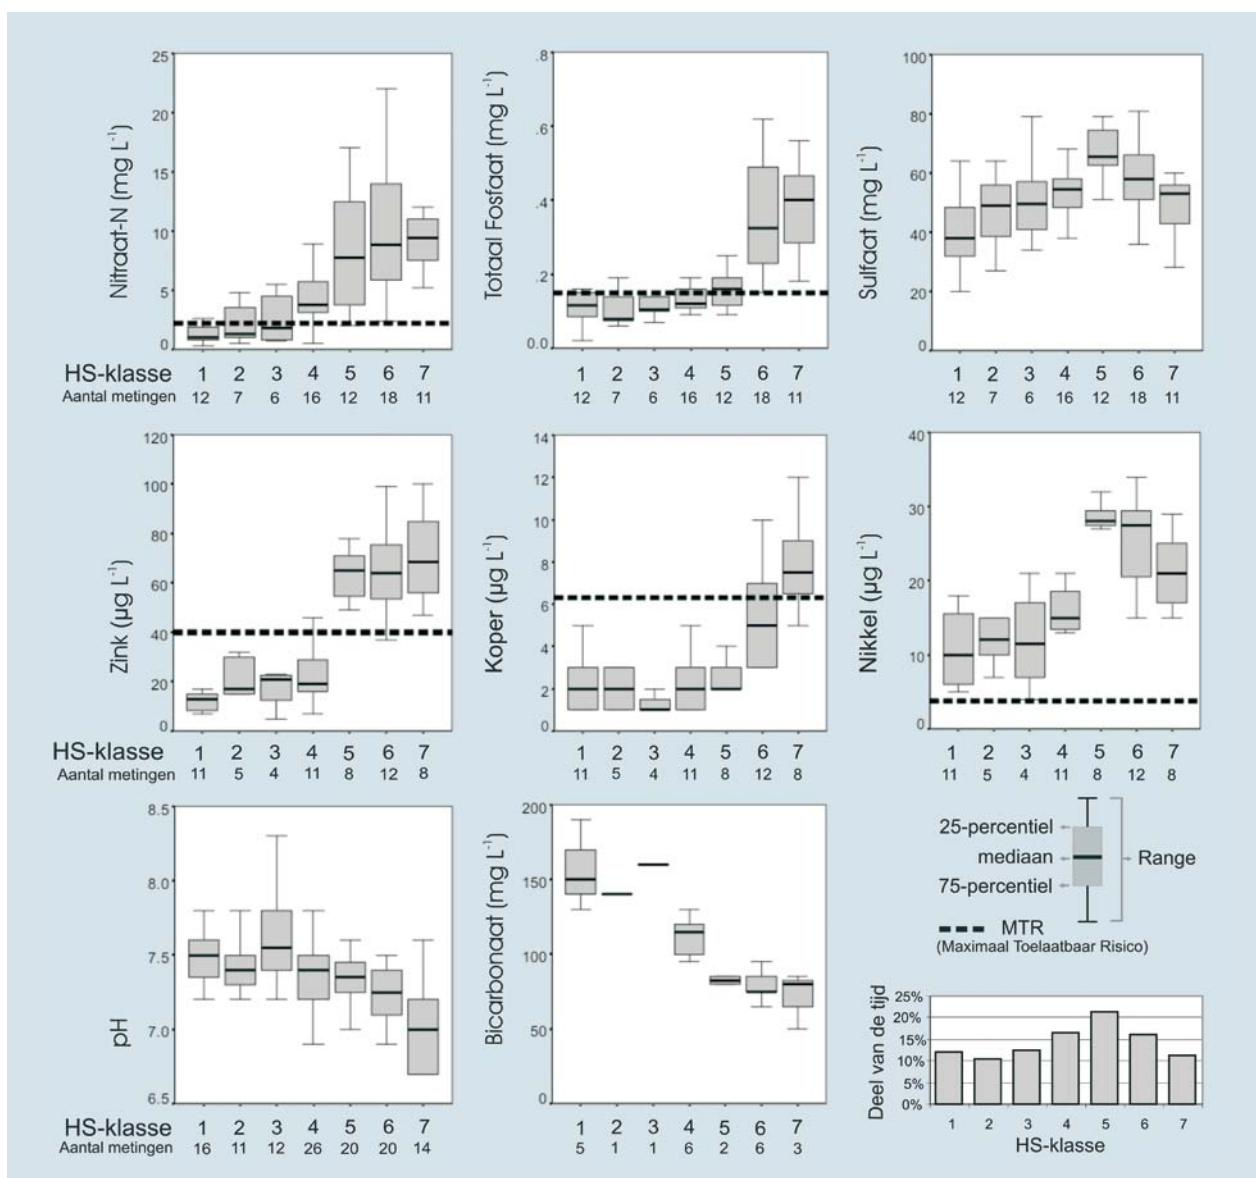 Nitraat-N (mg L-1)
25
20
15
10
5
0
HS-klasse 1 2 3 4 5 6 7
Aantal metingen 12 7 6 16 12 18 11
Totaal Fosfaat (mg L-1)
.8
.6
.4
.2
0.0
1 2 3 4 5 6 7
12 7 6 16 12 18 11
Sulfaat (mg L-1)
100
80
60
40
20
0
1 2 3 4 5 6 7
12 7 6 16 12 18 11
Zink (µg L-1)
120
100
80
60
40
20
0
HS-klasse 1 2 3 4 5 6 7
Aantal metingen 11 5 4 11 8 12 8
Koper (µg L-1)
14
12
10
8
6
4
2
0
1 2 3 4 5 6 7
11 5 4 11 8 12 8
Nikkel (µg L-1)
40
30
20
10
0
1 2 3 4 5 6 7
11 5 4 11 8 12 8
pH
8.5
8.0
7.5
7.0
6.5
HS-klasse 1 2 3 4 5 6 7
Aantal metingen 16 11 12 26 20 20 14
Bicarbonaat (mg L-1)
200
150
100
50
0
1 2 3 4 5 6 7
5 1 1 6 2 6 3
25-percentiel
mediaan
75-percentiel
Range
MTR
(Maximaal Toelaatbaar Risico)
Deel van de tijd
25%
20%
15%
10%
5%
0%
1 2 3 4 5 6 7
HS-klasse